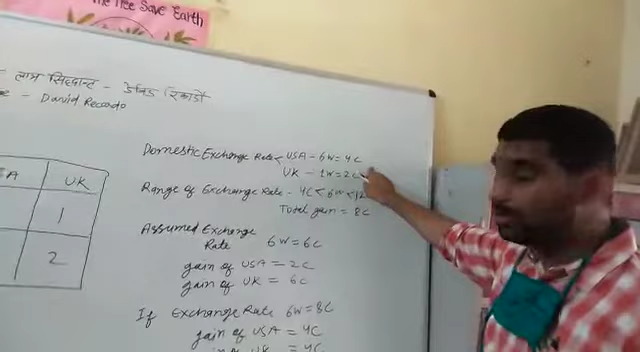 Tree Save Earth
लाभ सिद्धान्त - डेविड रिकार्डो
- David Recardo
UK
1
2
Domestic Exchange Rate < USA - 6W = 4C
UK - 1W = 2C
Range of Exchange Rate - 4C < 6W < 12
Total gain = 8C
Assumed Exchange
Rate 6W = 6C
gain of USA = 2C
gain of UK = 6C
If Exchange Rate 6W = 8C
gain of USA = 4C
UK = 4C